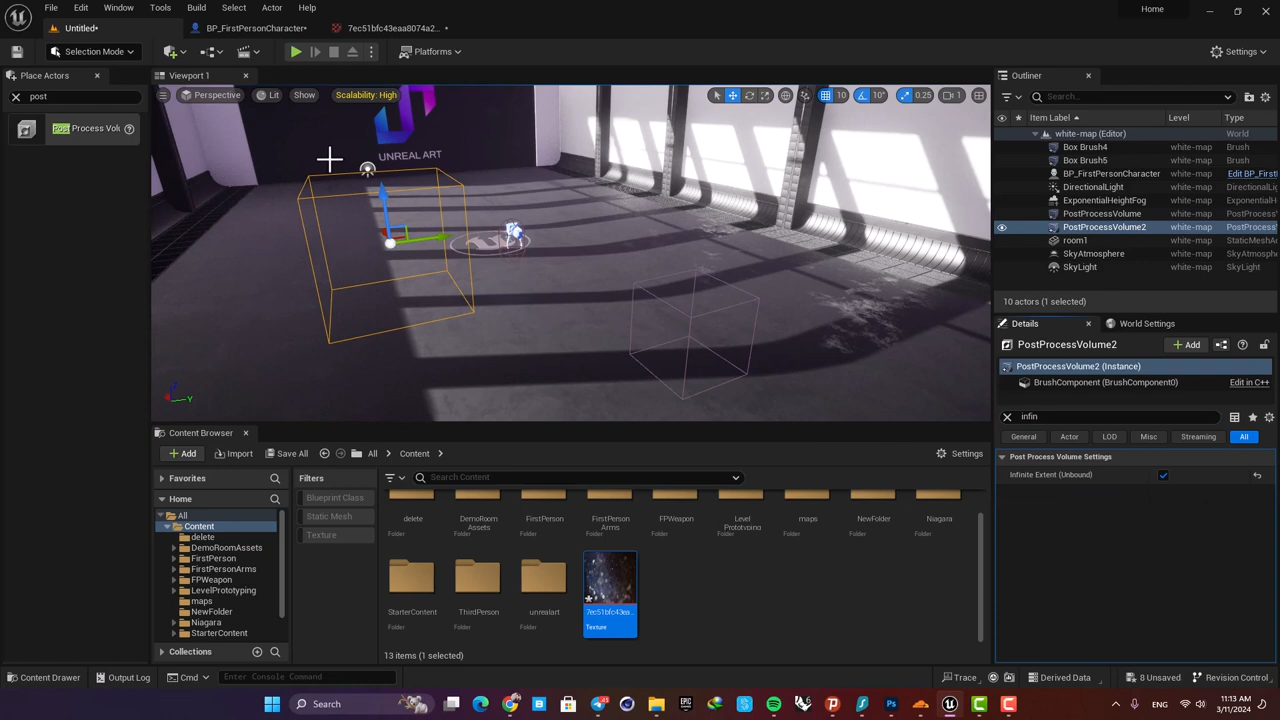 File Edit Window Tools Build Select Actor Help
Home
Untitled*
BP_FirstPersonCharacter*
7ec51bfc43eaa8074a2... •
Selection Mode
Platforms
Settings
Place Actors
Viewport 1
Outliner
post
Perspective
Lit
Show
Scalability: High
10
10°
0.25
1
Search...
Item Label
Level
Type
Post Process Volu
white-map (Editor)
World
Box Brush4
white-map
Brush
Box Brush5
white-map
Brush
BP_FirstPersonCharacter
white-map
Edit BP_First
DirectionalLight
white-map
DirectionalLi
ExponentialHeightFog
white-map
Exponential
PostProcessVolume
white-map
PostProcess
PostProcessVolume2
white-map
PostProcess
room1
white-map
StaticMeshA
SkyAtmosphere
white-map
SkyAtmosph
SkyLight
white-map
SkyLight
UNREAL ART
10 actors (1 selected)
Details
World Settings
PostProcessVolume2
Add
PostProcessVolume2 (Instance)
BrushComponent (BrushComponent0)
Edit in C++
infin
General
Actor
LOD
Misc
Streaming
All
Post Process Volume Settings
Infinite Extent (Unbound)
Content Browser
Add
Import
Save All
All
Content
Settings
Favorites
Home
All
Content
delete
DemoRoomAssets
FirstPerson
FirstPersonArms
FPWeapon
LevelPrototyping
maps
NewFolder
Niagara
StarterContent
Collections
Filters
Blueprint Class
Static Mesh
Texture
Search Content
delete
Folder
DemoRoom Assets
Folder
FirstPerson
Folder
FirstPerson Arms
Folder
FPWeapon
Folder
Level Prototyping
Folder
maps
Folder
NewFolder
Folder
Niagara
Folder
StarterContent
Folder
ThirdPerson
Folder
unrealart
Folder
7ec51bfc43ea...
Texture
13 items (1 selected)
Content Drawer
Output Log
Cmd
Enter Console Command
Trace
Derived Data
8 Unsaved
Revision Control
Search
11:13 AM
3/11/2024